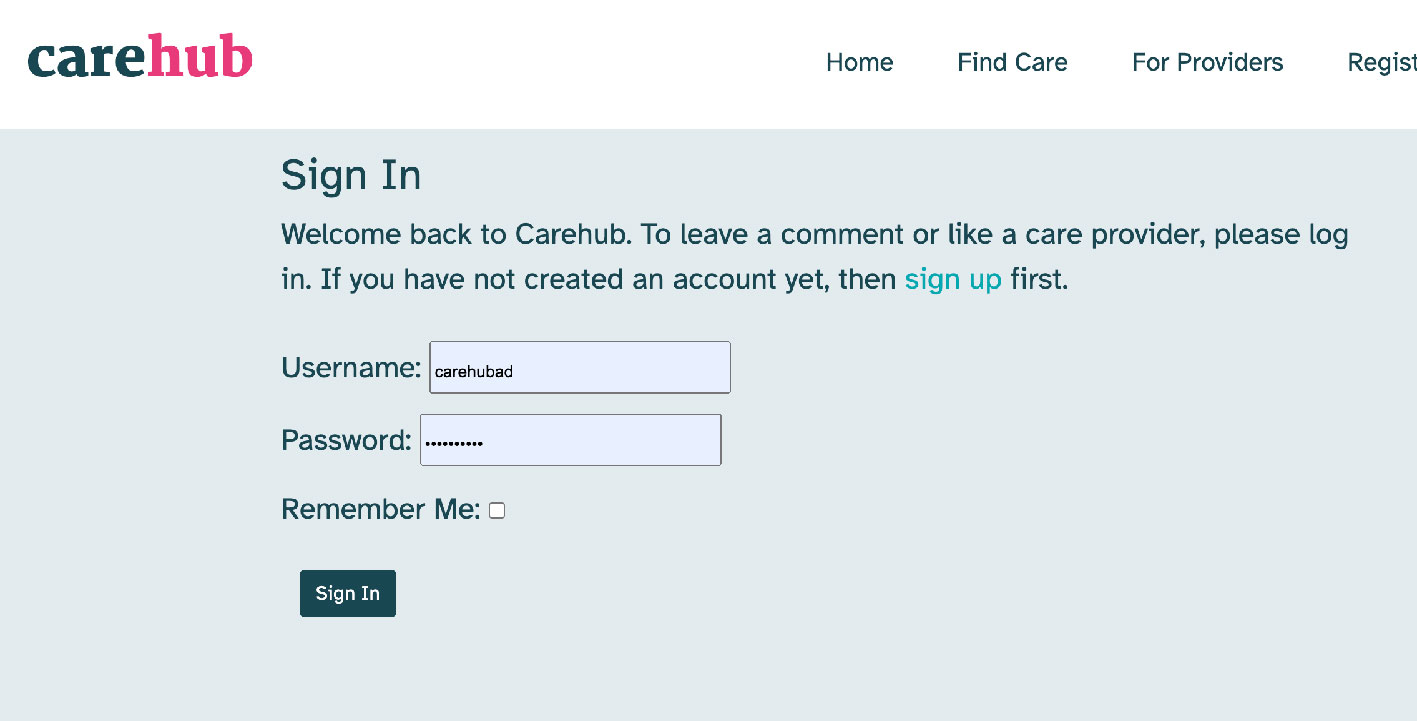 carehub
Home Find Care For Providers Regist
Sign In
Welcome back to Carehub. To leave a comment or like a care provider, please log
in. If you have not created an account yet, then sign up first.
Username: carehubad
Password: ••••••••••
Remember Me:
Sign In